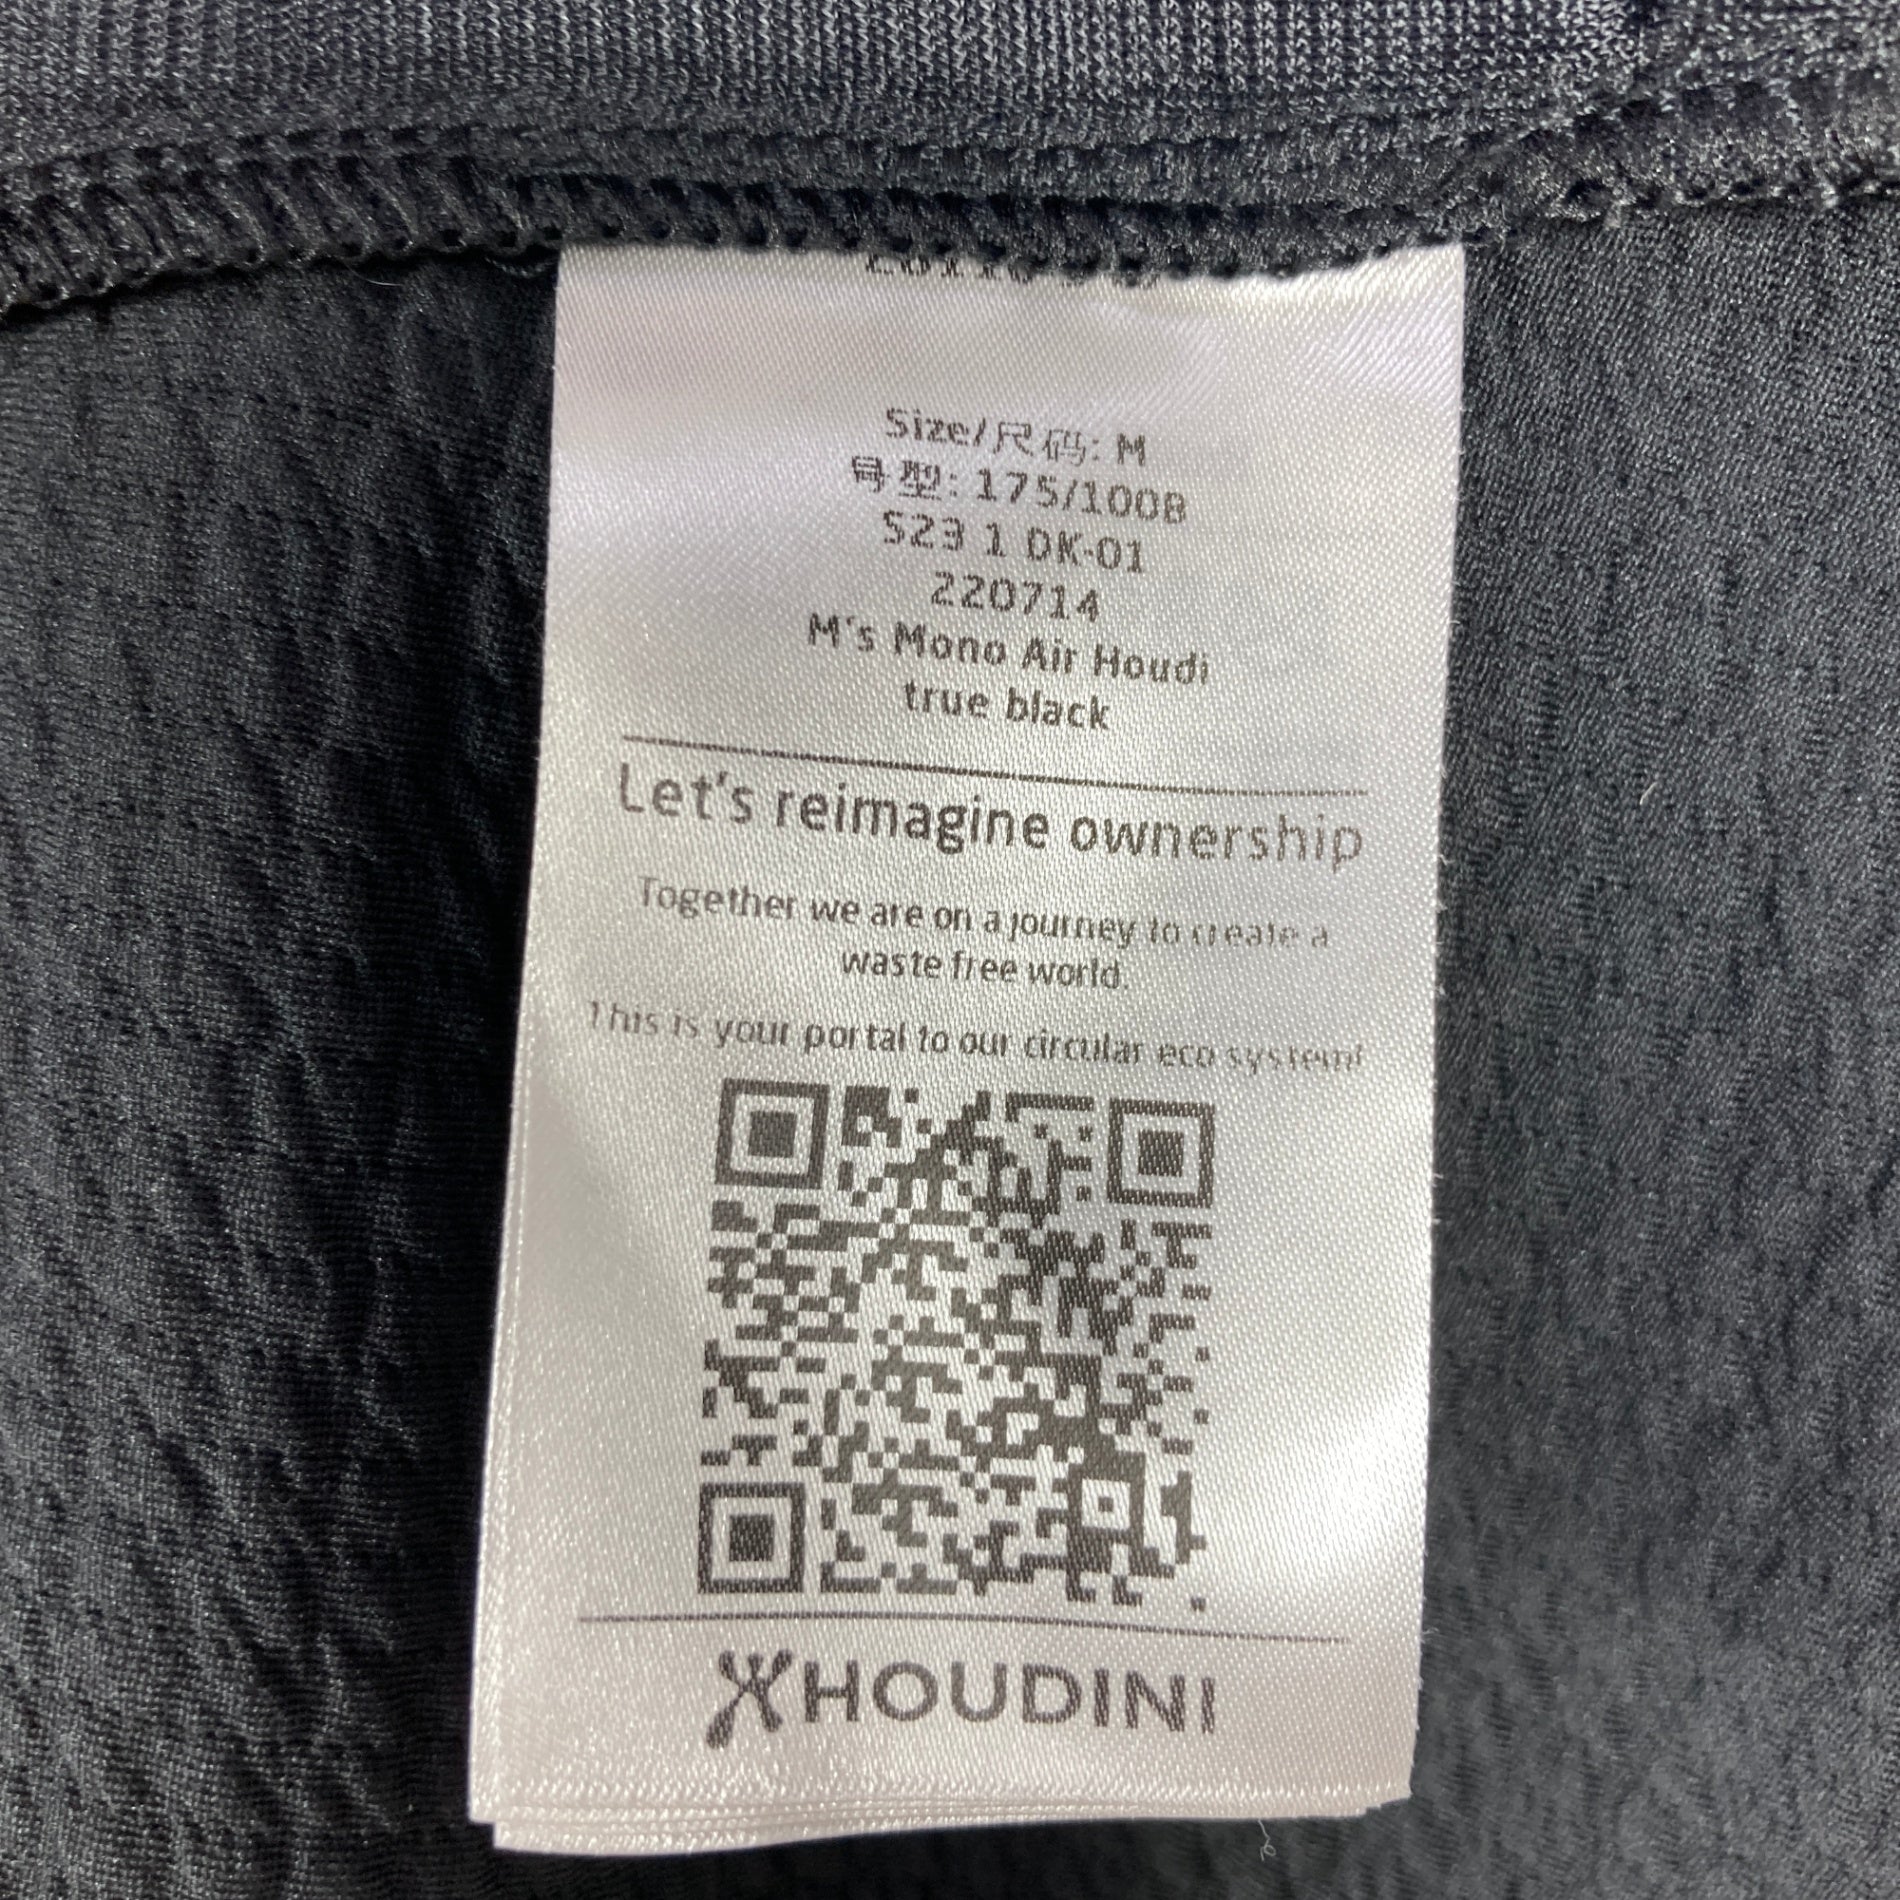 Size/尺码: M
号型: 175/100B
S23 1 DK-01
220714
M's Mono Air Houdi
true black
Let's reimagine ownership
Together we are on a journey to create a
waste free world.
This is your portal to our circular eco system!
HOUDINI